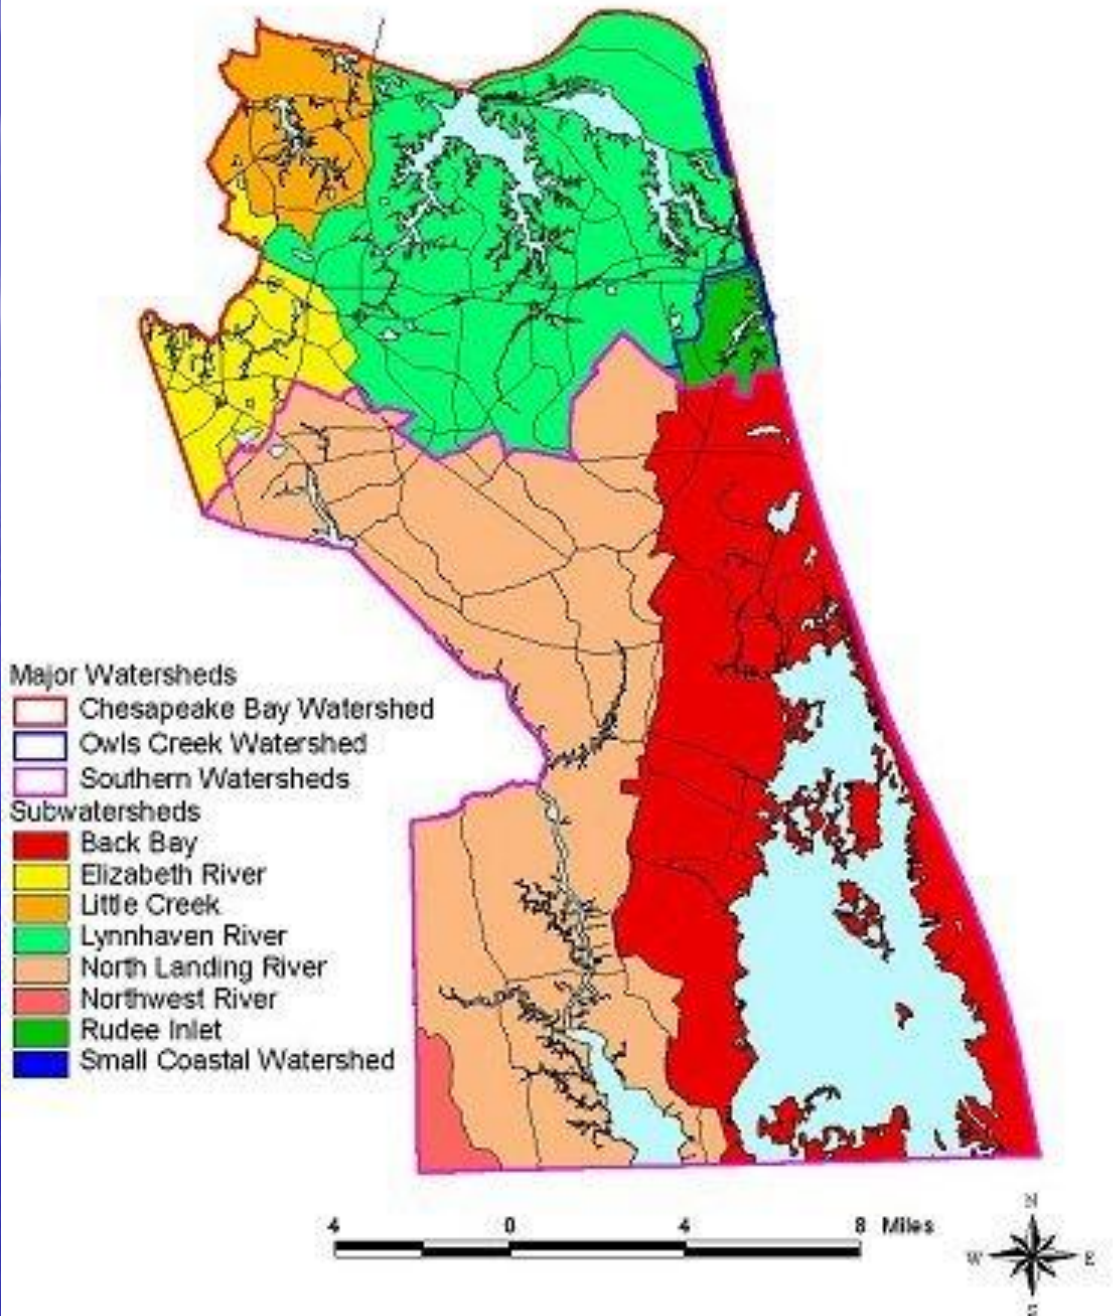 Major Watersheds
Chesapeake Bay Watershed
Owls Creek Watershed
Southern Watersheds
Subwatersheds
Back Bay
Elizabeth River
Little Creek
Lynnhaven River
North Landing River
Northwest River
Rudee Inlet
Small Coastal Watershed
4 0 4 8 Miles
N
W E
S